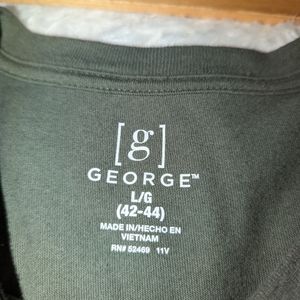 [g]
GEORGE™
L/G
(42-44)
MADE IN/HECHO EN
VIETNAM
RN# 52469 11V